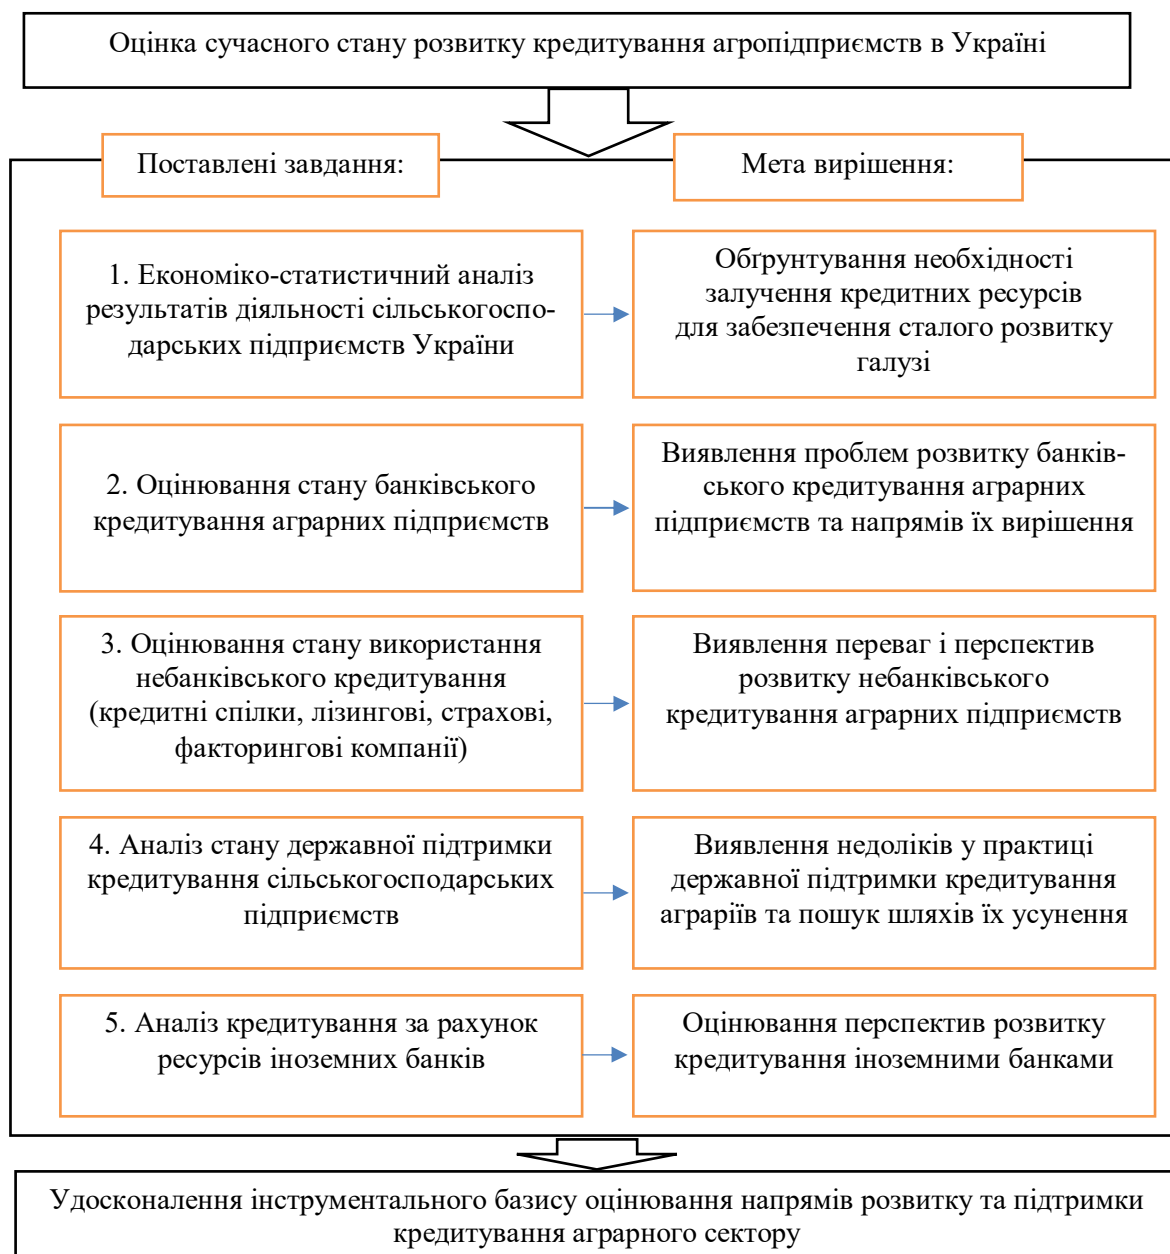 Оцінка сучасного стану розвитку кредитування агропідприємств в Україні
Поставлені завдання:
Мета вирішення:
1. Економіко-статистичний аналіз
результатів діяльності сільськогоспо-
дарських підприємств України
Обґрунтування необхідності
залучення кредитних ресурсів
для забезпечення сталого розвитку
галузі
2. Оцінювання стану банківського
кредитування аграрних підприємств
Виявлення проблем розвитку банків-
ського кредитування аграрних
підприємств та напрямів їх вирішення
3. Оцінювання стану використання
небанківського кредитування
(кредитні спілки, лізингові, страхові,
факторингові компанії)
Виявлення переваг і перспектив
розвитку небанківського
кредитування аграрних підприємств
4. Аналіз стану державної підтримки
кредитування сільськогосподарських
підприємств
Виявлення недоліків у практиці
державної підтримки кредитування
аграріїв та пошук шляхів їх усунення
5. Аналіз кредитування за рахунок
ресурсів іноземних банків
Оцінювання перспектив розвитку
кредитування іноземними банками
Удосконалення інструментального базису оцінювання напрямів розвитку та підтримки
кредитування аграрного сектору